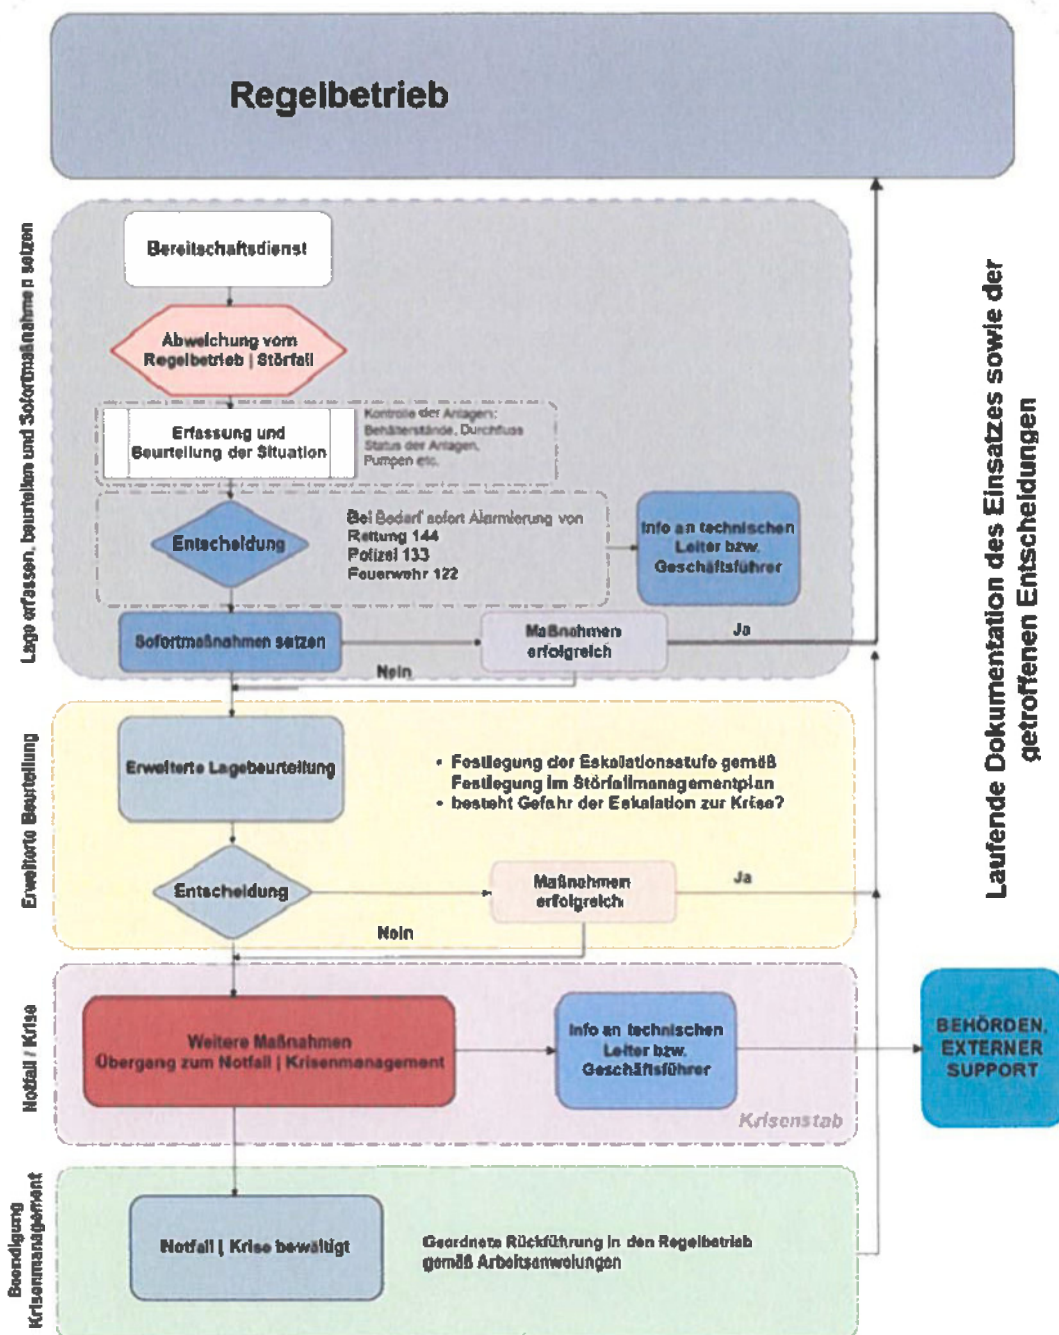 Regelbetrieb
Lage erfassen, beurteilen und Sofortmaßnahmen setzen
Bereitschaftsdienst
Abweichung vom
Regelbetrieb | Störfall
Erfassung und
Beurteilung der Situation
Kontrolle der Anlagen:
Behälterstände, Durchfluss
Status der Anlagen,
Pumpen etc.
Entscheidung
Bei Bedarf sofort Alarmierung von
Rettung 144
Polizei 133
Feuerwehr 122
Info an technischen
Leiter bzw.
Geschäftsführer
Sofortmaßnahmen setzen
Maßnahmen
erfolgreich
Ja
Nein
Erweiterte Beurteilung
Erweiterte Lagebeurteilung
• Festlegung der Eskalationsstufe gemäß
Festlegung im Störfallmanagementplan
• besteht Gefahr der Eskalation zur Krise?
Entscheidung
Maßnahmen
erfolgreich
Ja
Nein
Notfall / Krise
Weitere Maßnahmen
Übergang zum Notfall | Krisenmanagement
Info an technischen
Leiter bzw.
Geschäftsführer
Krisenstab
BEHÖRDEN,
EXTERNER
SUPPORT
Beendigung
Krisenmanagement
Notfall | Krise bewältigt
Geordnete Rückführung in den Regelbetrieb
gemäß Arbeitsanweisungen
Laufende Dokumentation des Einsatzes sowie der
getroffenen Entscheidungen